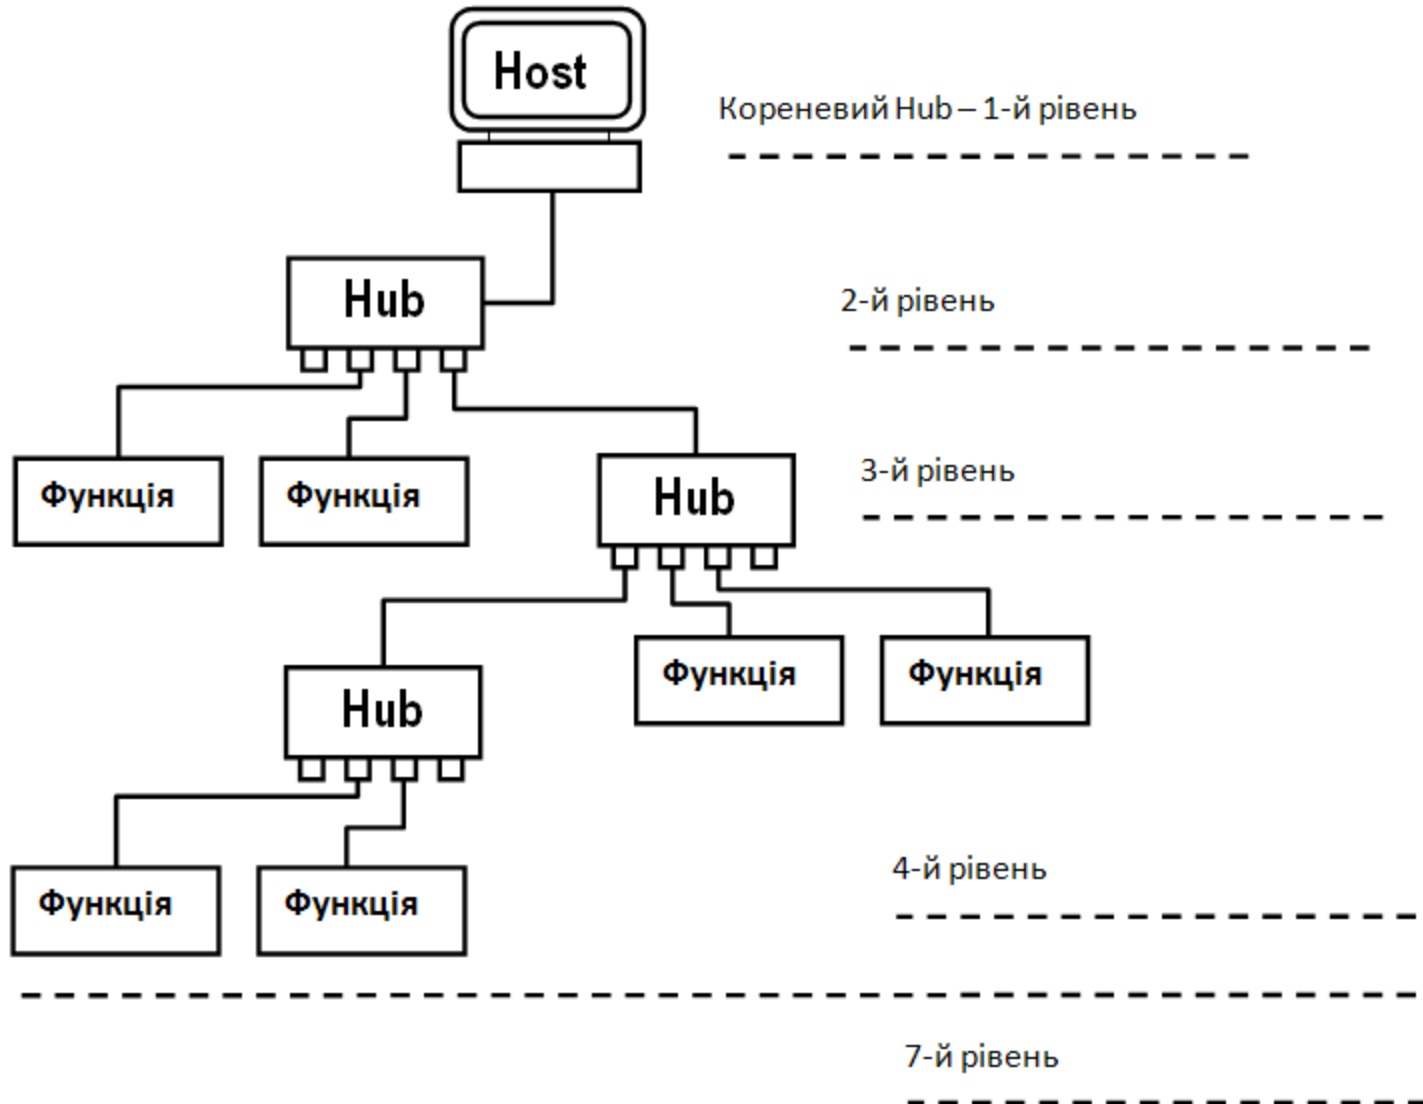 Host
Кореневий Hub – 1-й рівень
Hub
2-й рівень
Функція
Функція
Hub
3-й рівень
Hub
Функція
Функція
Функція
Функція
4-й рівень
7-й рівень